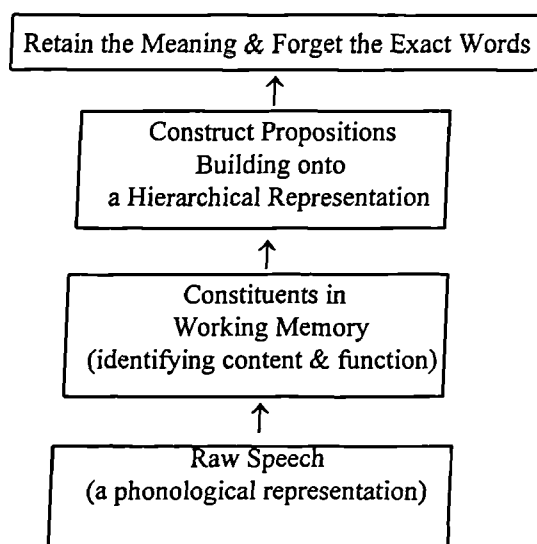 Retain the Meaning & Forget the Exact Words
Construct Propositions
Building onto
a Hierarchical Representation
Constituents in
Working Memory
(identifying content & function)
Raw Speech
(a phonological representation)